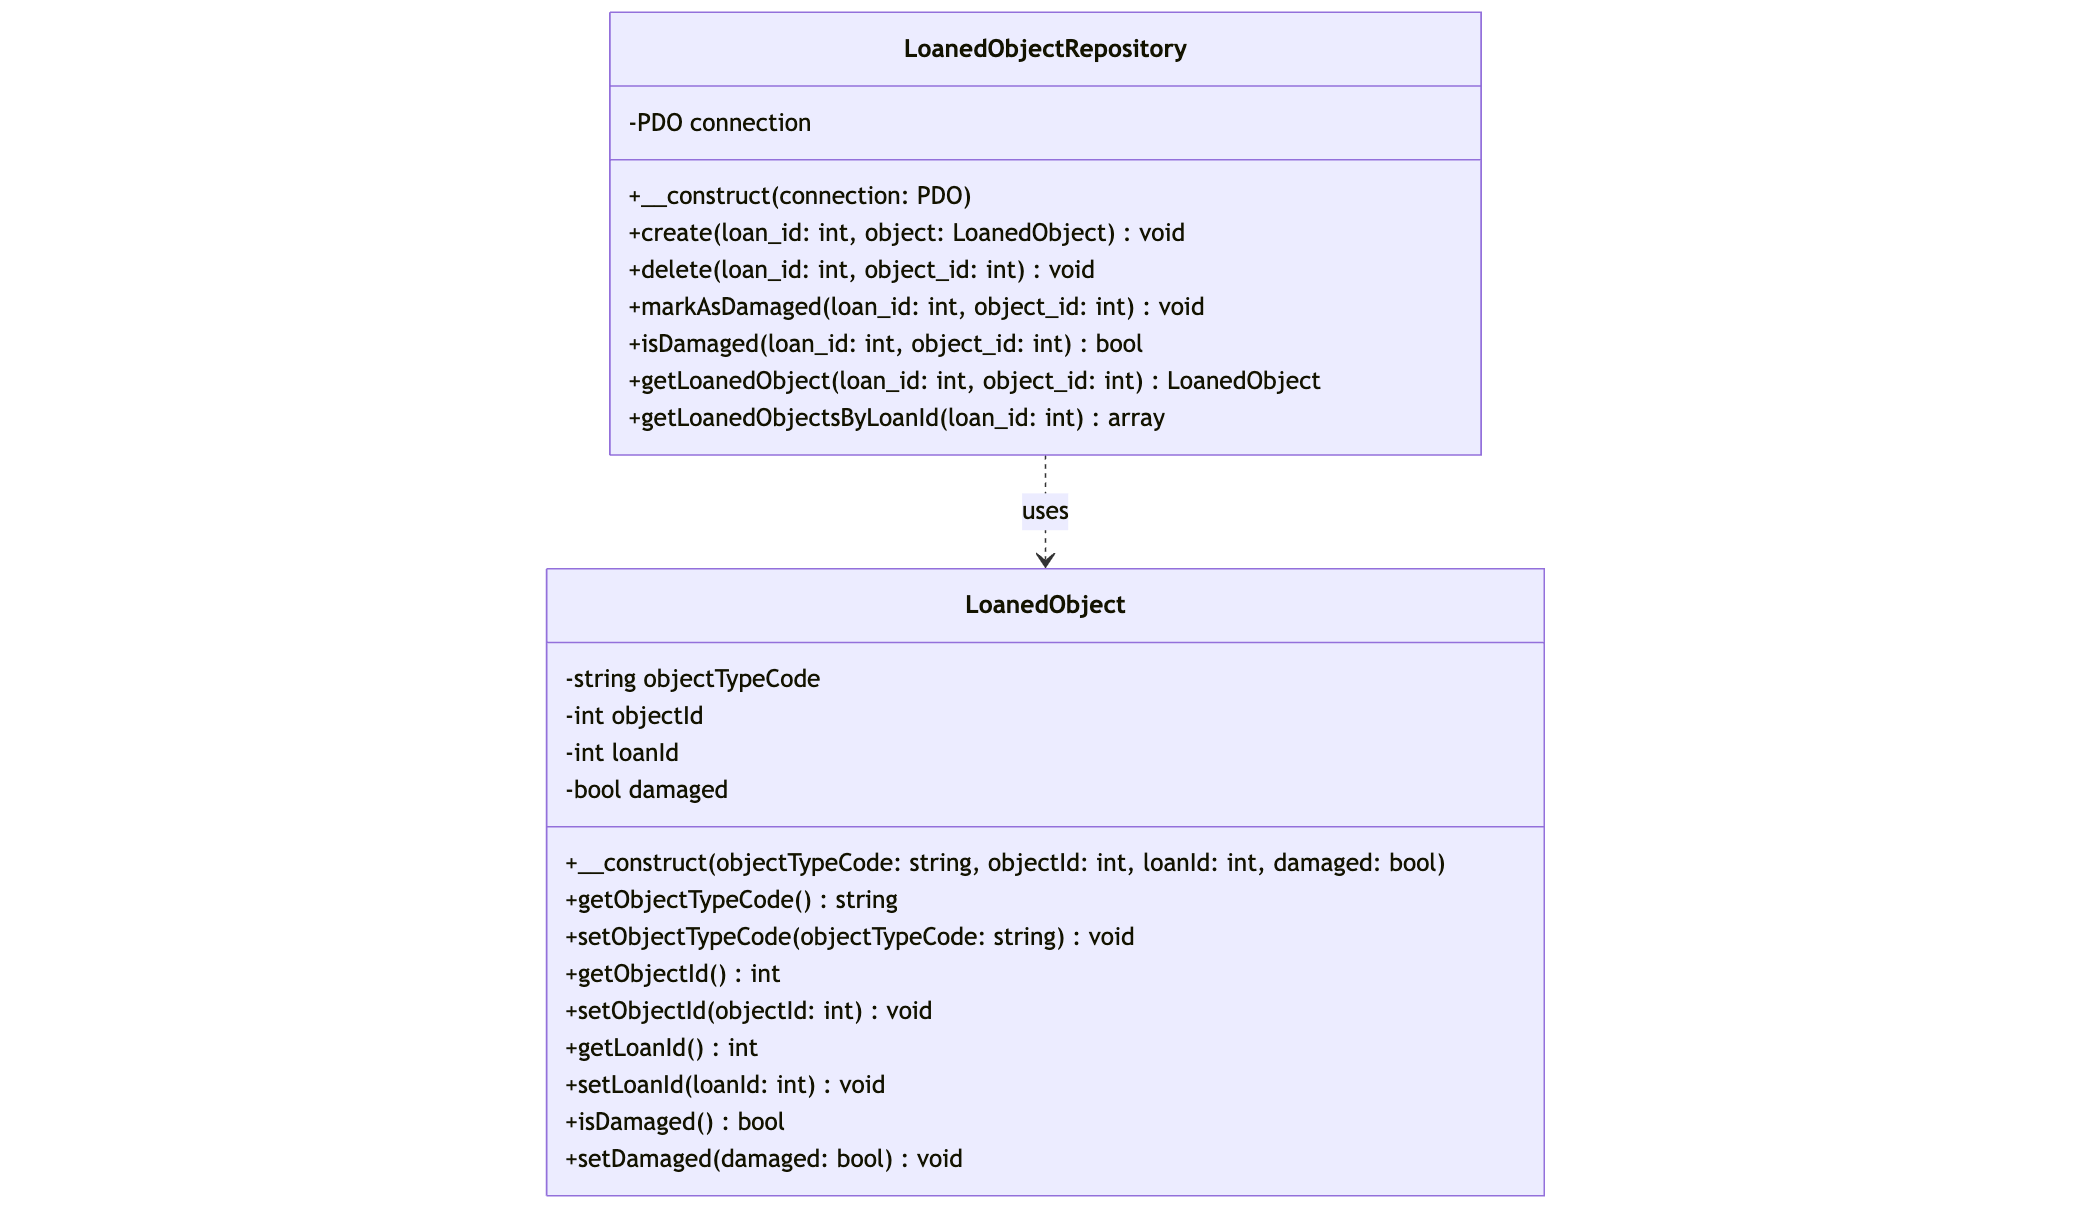 LoanedObjectRepository
-PDO connection
+__construct(connection: PDO)
+create(loan_id: int, object: LoanedObject) : void
+delete(loan_id: int, object_id: int) : void
+markAsDamaged(loan_id: int, object_id: int) : void
+isDamaged(loan_id: int, object_id: int) : bool
+getLoanedObject(loan_id: int, object_id: int) : LoanedObject
+getLoanedObjectsByLoanId(loan_id: int) : array
uses
LoanedObject
-string objectTypeCode
-int objectId
-int loanId
-bool damaged
+__construct(objectTypeCode: string, objectId: int, loanId: int, damaged: bool)
+getObjectTypeCode() : string
+setObjectTypeCode(objectTypeCode: string) : void
+getObjectId() : int
+setObjectId(objectId: int) : void
+getLoanId() : int
+setLoanId(loanId: int) : void
+isDamaged() : bool
+setDamaged(damaged: bool) : void